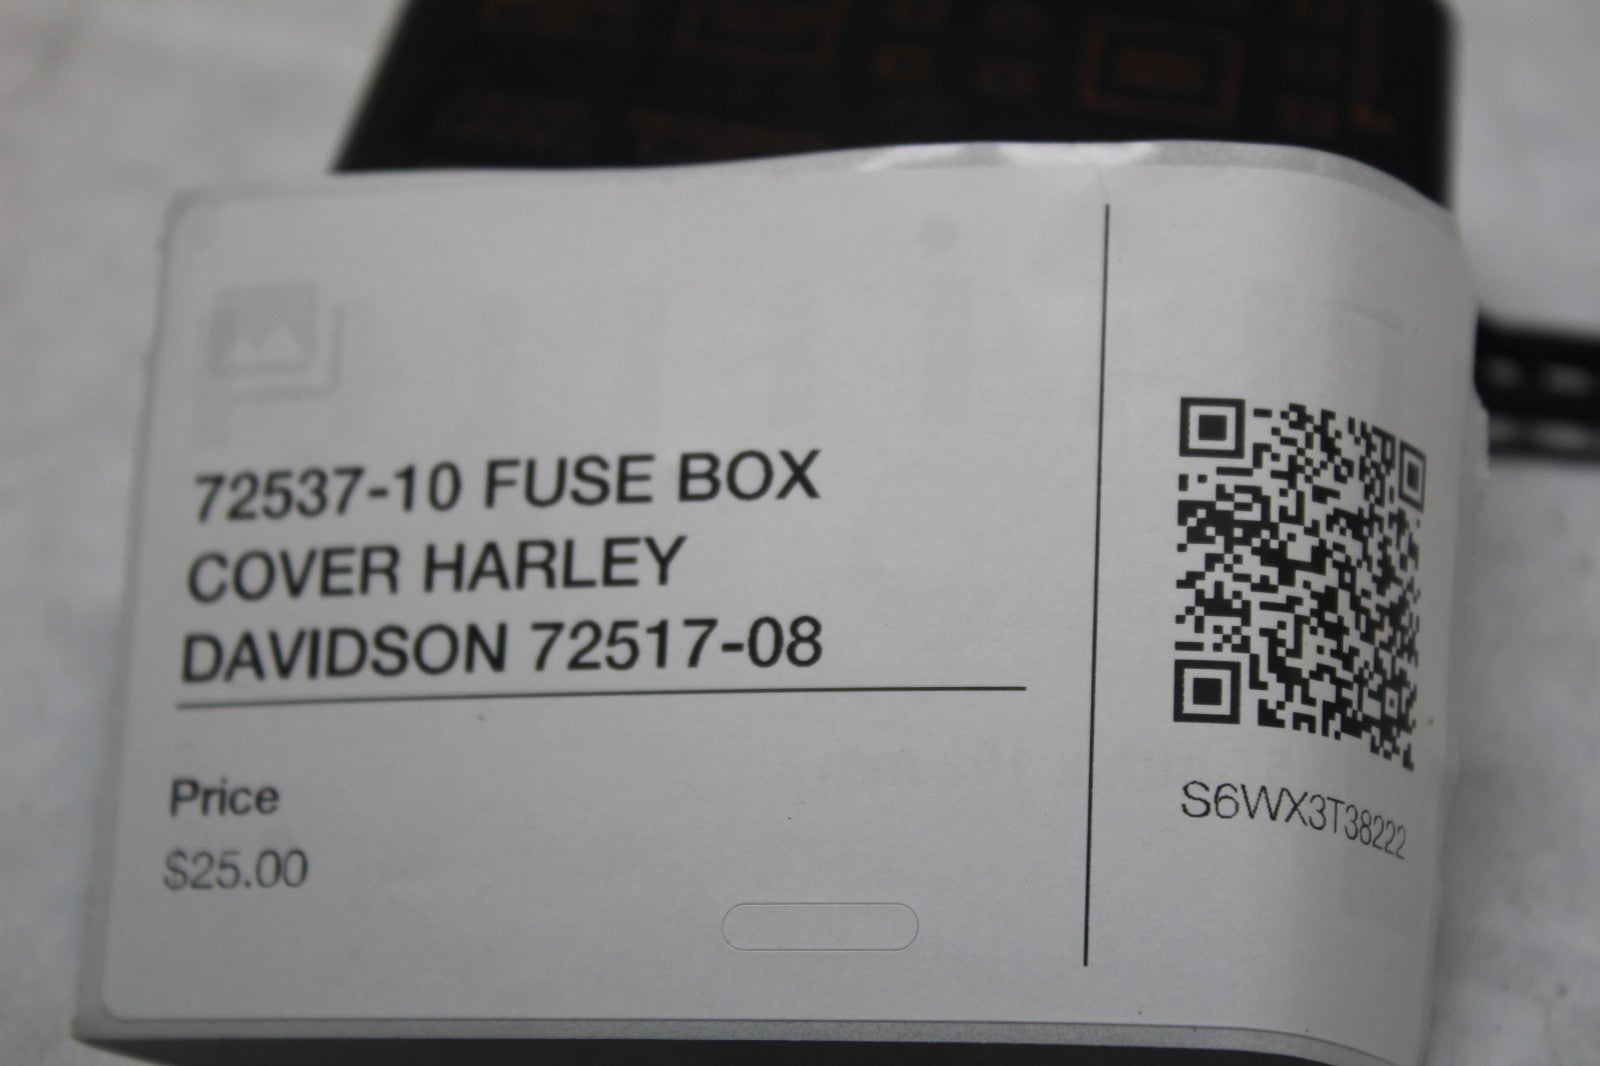 72537-10 FUSE BOX
COVER HARLEY
DAVIDSON 72517-08
Price
$25.00
S6WX3T38222